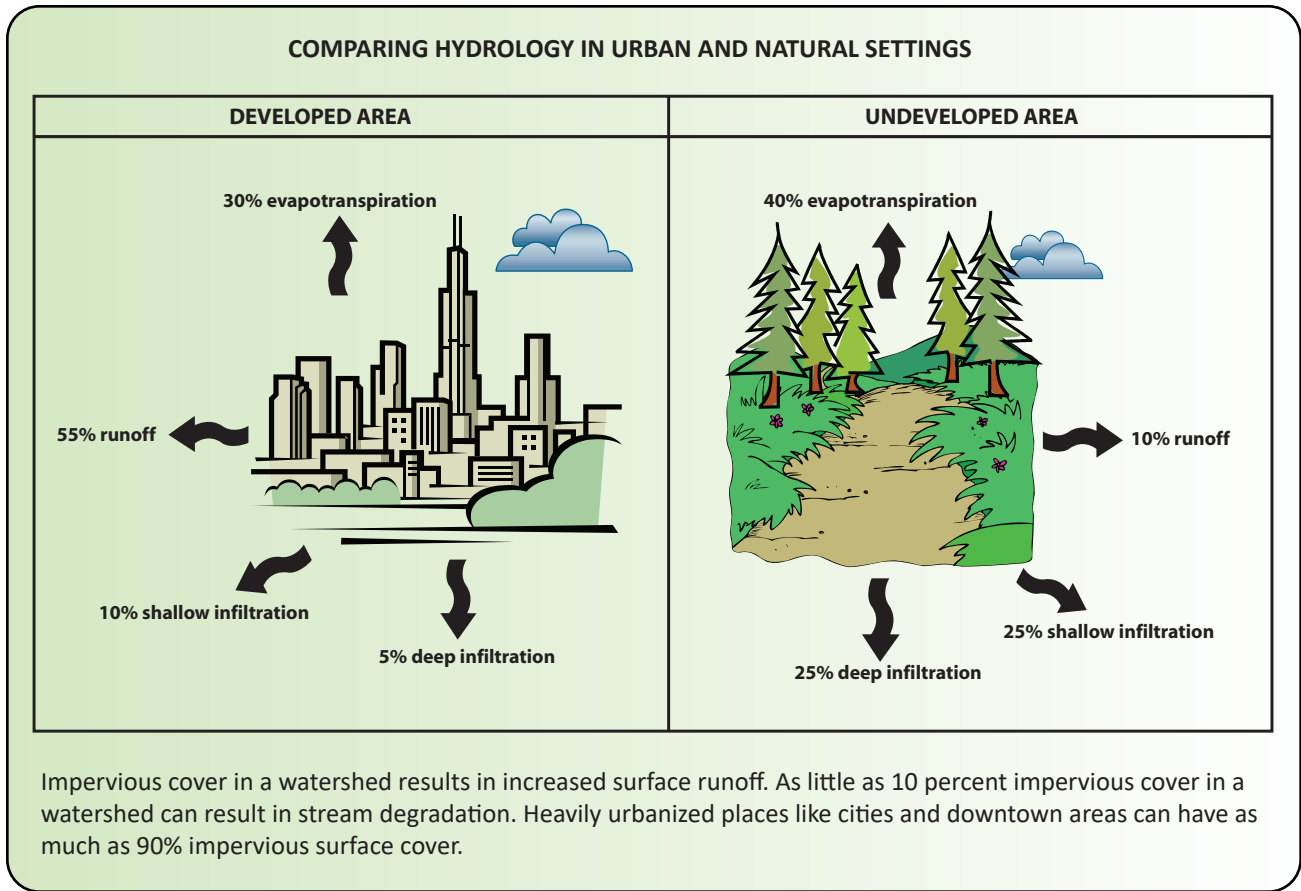 COMPARING HYDROLOGY IN URBAN AND NATURAL SETTINGS
DEVELOPED AREA
30% evapotranspiration
55% runoff
10% shallow infiltration
5% deep infiltration
UNDEVELOPED AREA
40% evapotranspiration
10% runoff
25% shallow infiltration
25% deep infiltration
Impervious cover in a watershed results in increased surface runoff. As little as 10 percent impervious cover in a
watershed can result in stream degradation. Heavily urbanized places like cities and downtown areas can have as
much as 90% impervious surface cover.